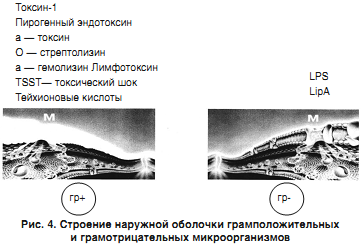 Токсин-1
Пирогенный эндотоксин
а — токсин
О — стрептолизин
а — гемолизин Лимфотоксин
TSST— токсический шок
Тейхионовые кислоты
LPS
LipA
М
М
гр+
гр-
Рис. 4. Строение наружной оболочки грамположительных
и грамотрицательных микроорганизмов